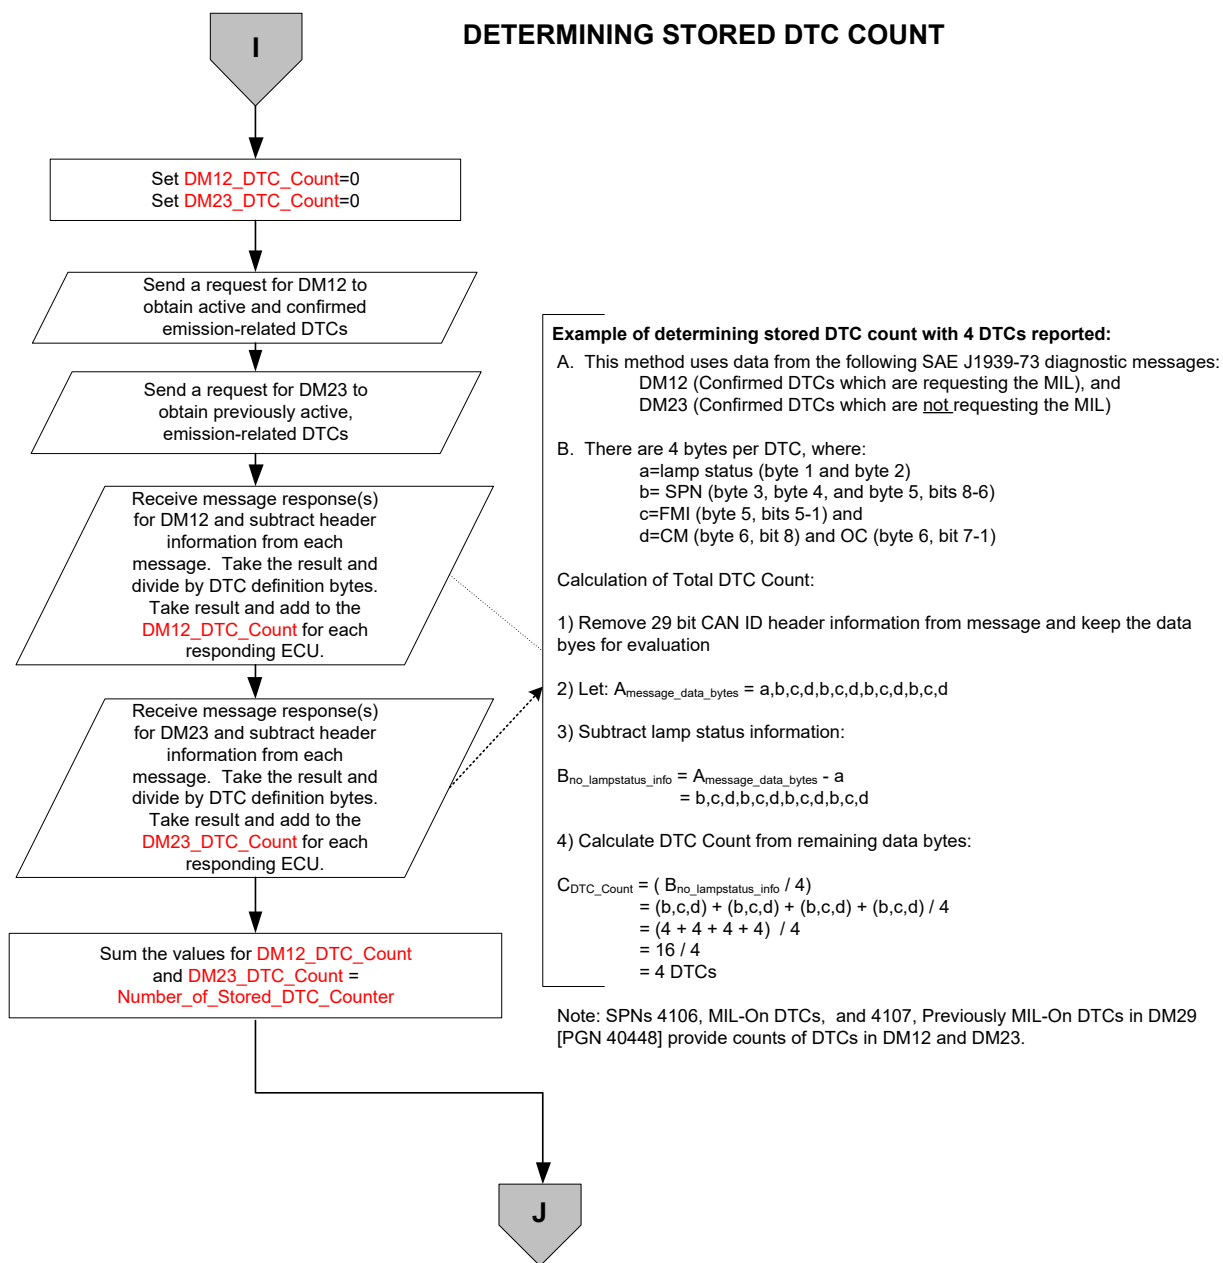 I
DETERMINING STORED DTC COUNT
Set DM12_DTC_Count=0
Set DM23_DTC_Count=0
Send a request for DM12 to
obtain active and confirmed
emission-related DTCs
Send a request for DM23 to
obtain previously active,
emission-related DTCs
Receive message response(s)
for DM12 and subtract header
information from each
message. Take the result and
divide by DTC definition bytes.
Take result and add to the
DM12_DTC_Count for each
responding ECU.
Receive message response(s)
for DM23 and subtract header
information from each
message. Take the result and
divide by DTC definition bytes.
Take result and add to the
DM23_DTC_Count for each
responding ECU.
Sum the values for DM12_DTC_Count
and DM23_DTC_Count =
Number_of_Stored_DTC_Counter
Example of determining stored DTC count with 4 DTCs reported:
A. This method uses data from the following SAE J1939-73 diagnostic messages:
DM12 (Confirmed DTCs which are requesting the MIL), and
DM23 (Confirmed DTCs which are not requesting the MIL)
B. There are 4 bytes per DTC, where:
a=lamp status (byte 1 and byte 2)
b= SPN (byte 3, byte 4, and byte 5, bits 8-6)
c=FMI (byte 5, bits 5-1) and
d=CM (byte 6, bit 8) and OC (byte 6, bit 7-1)
Calculation of Total DTC Count:
1) Remove 29 bit CAN ID header information from message and keep the data
byes for evaluation
2) Let: Amessage_data_bytes = a,b,c,d,b,c,d,b,c,d,b,c,d
3) Subtract lamp status information:
Bno_lampstatus_info = Amessage_data_bytes - a
= b,c,d,b,c,d,b,c,d,b,c,d
4) Calculate DTC Count from remaining data bytes:
CDTC_Count = ( Bno_lampstatus_info / 4)
= (b,c,d) + (b,c,d) + (b,c,d) + (b,c,d) / 4
= (4 + 4 + 4 + 4) / 4
= 16 / 4
= 4 DTCs
Note: SPNs 4106, MIL-On DTCs, and 4107, Previously MIL-On DTCs in DM29
[PGN 40448] provide counts of DTCs in DM12 and DM23.
J